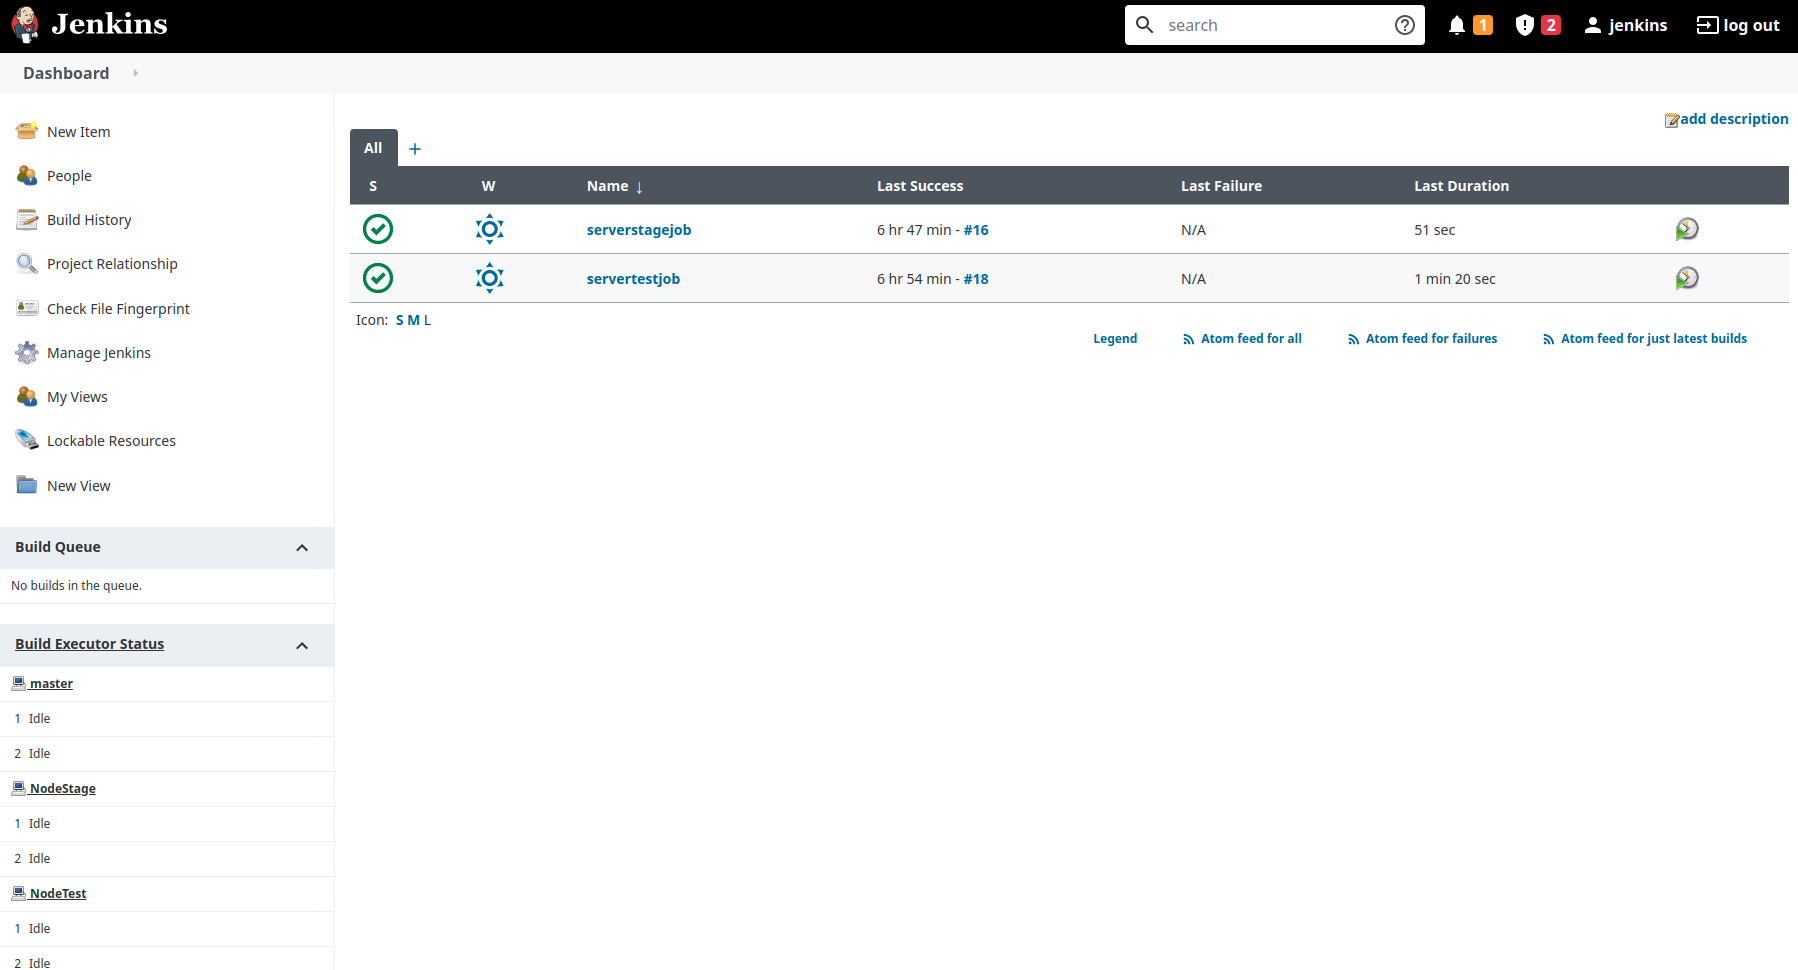 Jenkins
search
1
2
jenkins
log out
Dashboard
New Item
People
Build History
Project Relationship
Check File Fingerprint
Manage Jenkins
My Views
Lockable Resources
New View
Build Queue
No builds in the queue.
Build Executor Status
master
1 Idle
2 Idle
NodeStage
1 Idle
2 Idle
NodeTest
1 Idle
2 Idle
add description
All +
S W Name ↓ Last Success Last Failure Last Duration
serverstagejob 6 hr 47 min - #16 N/A 51 sec
servertestjob 6 hr 54 min - #18 N/A 1 min 20 sec
Icon: S M L
Legend Atom feed for all Atom feed for failures Atom feed for just latest builds